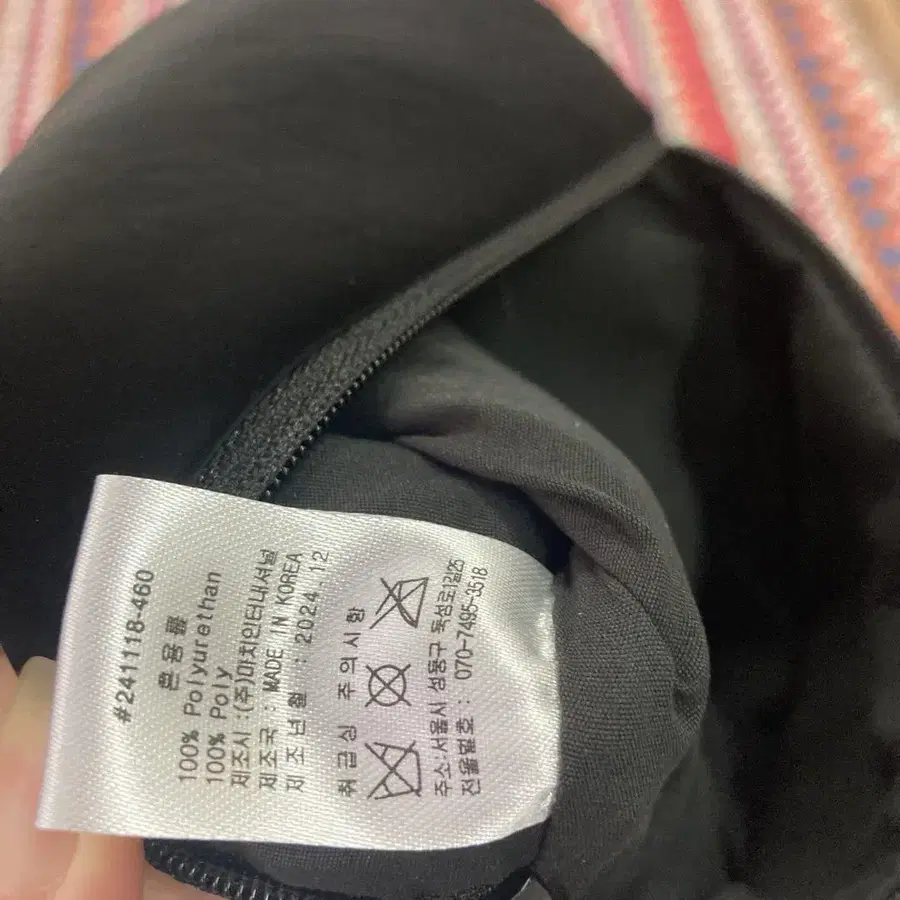 #241118-460
혼용률
100% Polyurethan
100% Poly
제조사 :(주)마치인터내셔널
제조국 : MADE IN KOREA
제조년월 : 2024.12
취급상 주의사항
주소:서울시 성동구 독섬로1길25
전물벌호 : 070-7495-3518